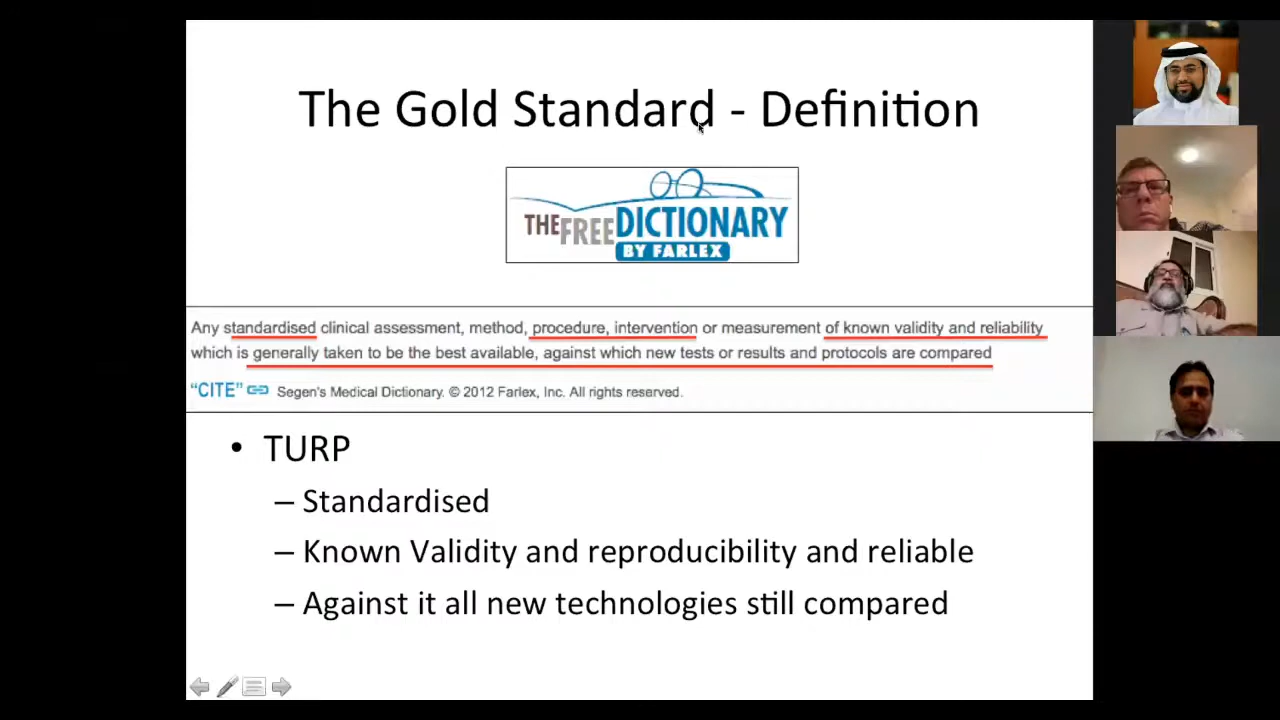 The Gold Standard - Definition
THEFREEDICTIONARY
BY FARLEX
Any standardised clinical assessment, method, procedure, intervention or measurement of known validity and reliability
which is generally taken to be the best available, against which new tests or results and protocols are compared
“CITE” Segen's Medical Dictionary. © 2012 Farlex, Inc. All rights reserved.
• TURP
– Standardised
– Known Validity and reproducibility and reliable
– Against it all new technologies still compared